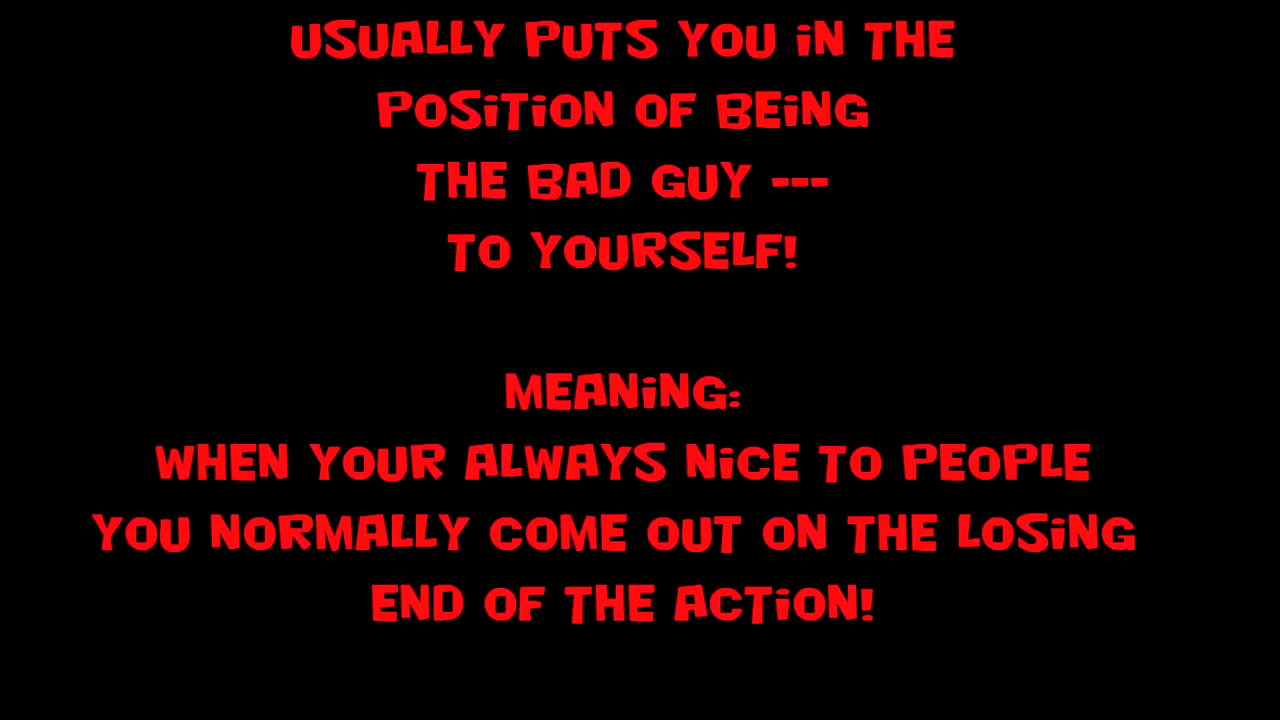 USUALLY PUTS YOU iN THE
POSiTiON OF BEiNG
THE BAD GUY ---
TO YOURSELF!
MEANiNG:
WHEN YOUR ALWAYS NiCE TO PEOPLE
YOU NORMALLY COME OUT ON THE LOSiNG
END OF THE ACTiON!